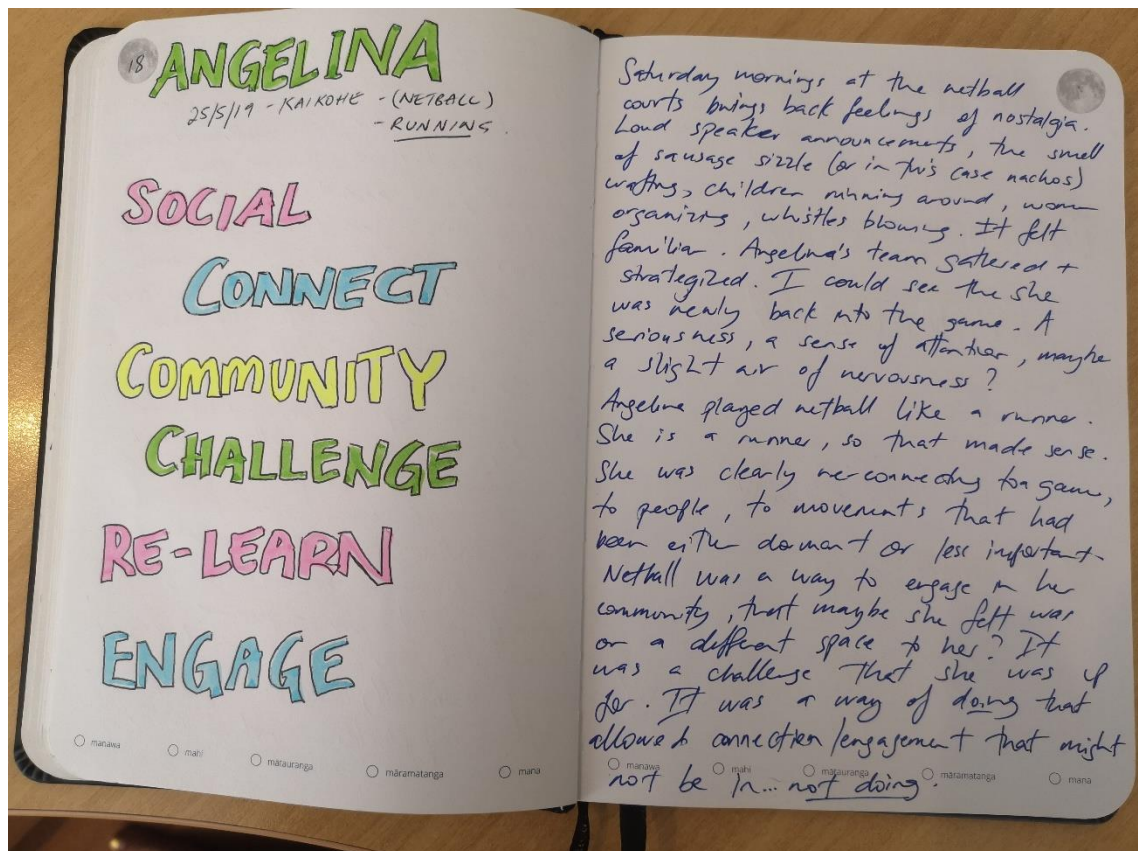 18
ANGELINA
25/5/19 - KAIKOHE - (NETBALL)
- RUNNING.
SOCIAL
CONNECT
COMMUNITY
CHALLENGE
RE-LEARN
ENGAGE
manawa
mahi
mātauranga
māramatanga
mana
Saturday mornings at the netball
courts brings back feelings of nostalgia.
Loud speaker announcements, the smell
of sausage sizzle (or in this case nachos)
wafting, children running around, women
organizing, whistles blowing. It felt
familiar. Angelina's team gathered +
strategized. I could see the she
was newly back into the game. A
seriousness, a sense of attention, maybe
a slight air of nervousness?
Angelina played netball like a runner.
She is a runner, so that made sense.
She was clearly re-connecting to a game,
to people, to movements that had
been either dormant or less important.
Netball was a way to engage in her
community, that maybe she felt was
on a different space to her? It
was a challenge that she was up
for. It was a way of doing that
allowed connection/engagement that might
not be in... not doing.
manawa
mahi
mātauranga
māramatanga
mana